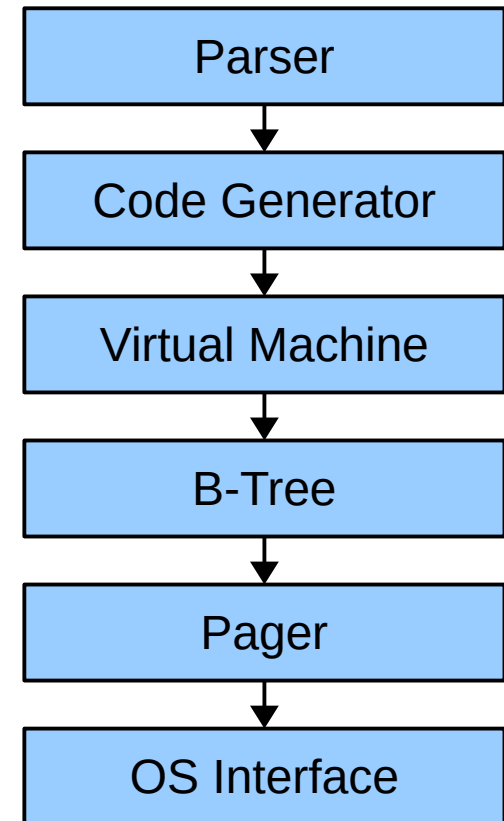 Parser
Code Generator
Virtual Machine
B-Tree
Pager
OS Interface